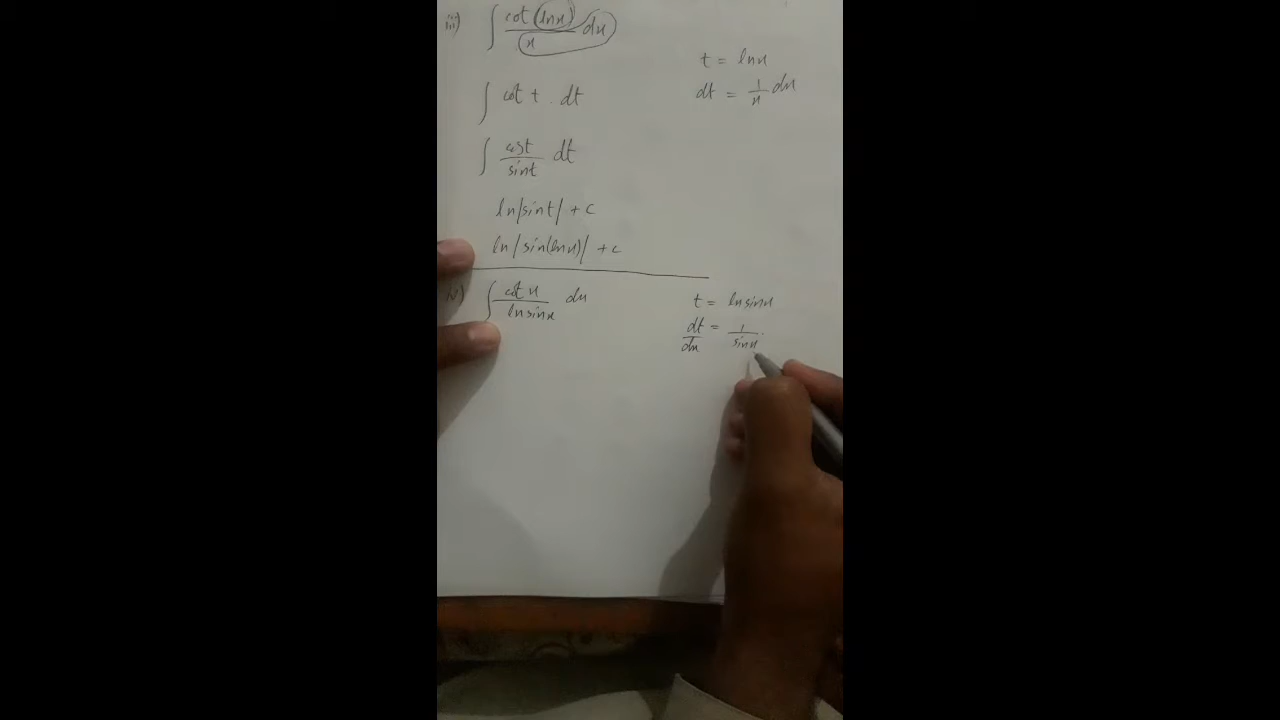 iii) ∫ cot(lnx)/x dx
t = lnx
dt = 1/x dx
∫ cot t . dt
∫ cost/sint dt
ln|sint| + c
ln|sin(lnx)| + c
iv) ∫ cot x/lnsinx dx
t = lnsinx
dt/dx = 1/sinx .